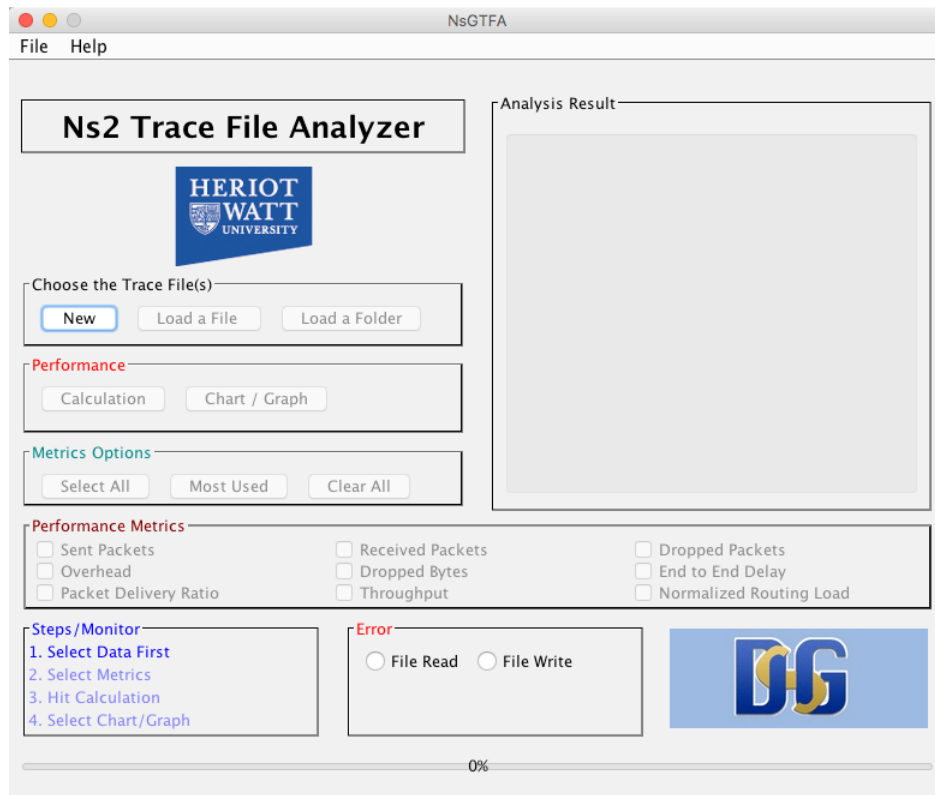 NsGTFA
File Help
Ns2 Trace File Analyzer
HERIOT
WATT
UNIVERSITY
Choose the Trace File(s)
New Load a File Load a Folder
Performance
Calculation Chart / Graph
Metrics Options
Select All Most Used Clear All
Analysis Result
Performance Metrics
Sent Packets Received Packets Dropped Packets
Overhead Dropped Bytes End to End Delay
Packet Delivery Ratio Throughput Normalized Routing Load
Steps/Monitor
1. Select Data First
2. Select Metrics
3. Hit Calculation
4. Select Chart/Graph
Error
File Read File Write
DSG
0%